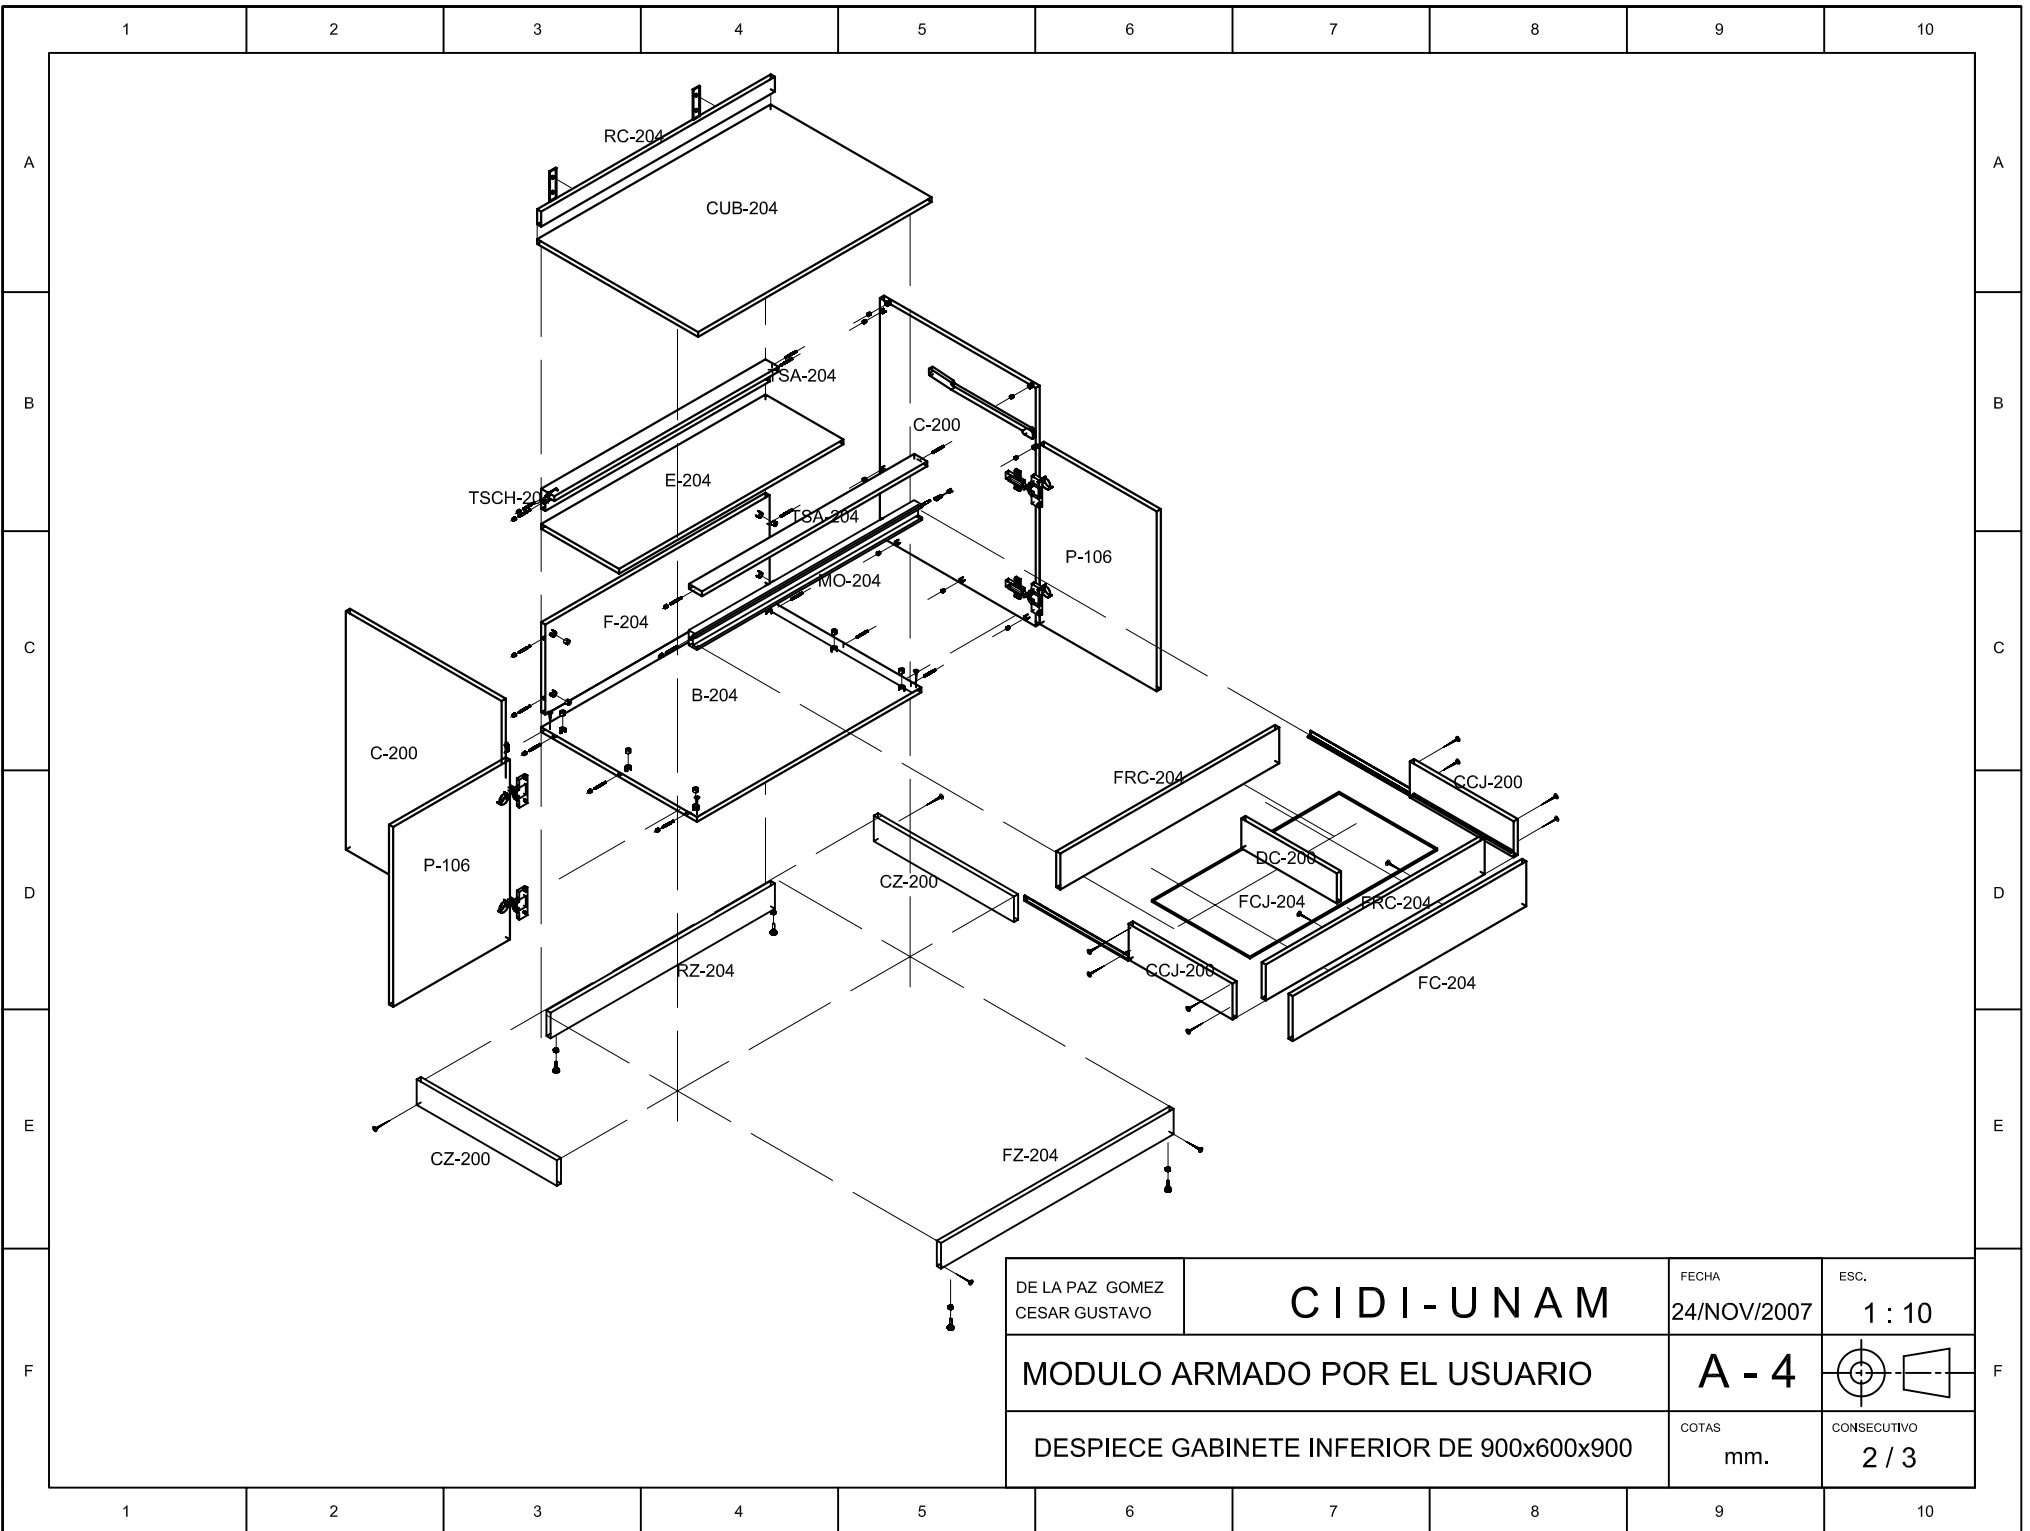 1 2 3 4 5 6 7 8 9 10
A A
B B
C C
D D
E E
F F
RC-204
CUB-204
TSA-204
C-200
E-204
TSCH-20
TSA-204
P-106
MO-204
F-204
B-204
C-200
FRC-204
CCJ-200
P-106
DC-200
CZ-200
FCJ-204
FRC-204
RZ-204
CCJ-200
FC-204
CZ-200
FZ-204
DE LA PAZ GOMEZ
CESAR GUSTAVO
CIDI-UNAM
FECHA
24/NOV/2007
ESC.
1 : 10
MODULO ARMADO POR EL USUARIO
A - 4
DESPIECE GABINETE INFERIOR DE 900x600x900
COTAS
mm.
CONSECUTIVO
2 / 3
1 2 3 4 5 6 7 8 9 10